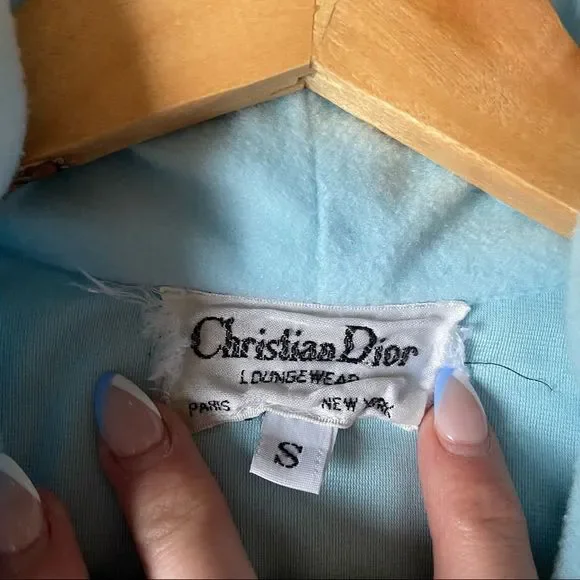 Christian Dior
LOUNGEWEAR
PARIS NEW YORK
S